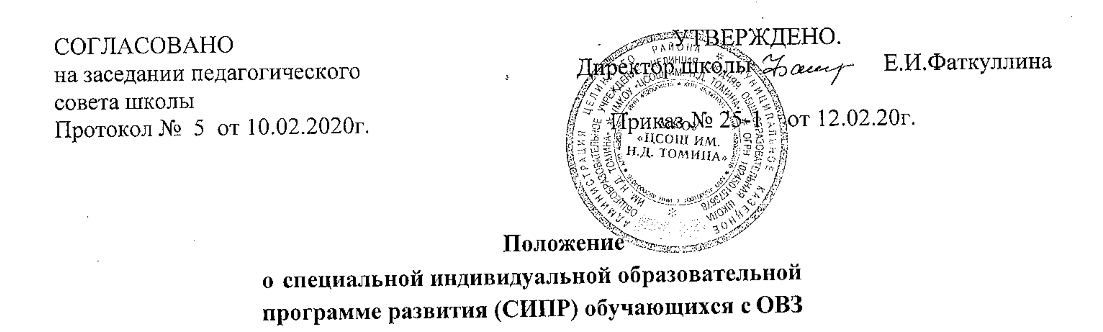 СОГЛАСОВАНО
на заседании педагогического
совета школы
Протокол № 5 от 10.02.2020г.
УТВЕРЖДЕНО.
Директор школы Е.И.Фаткуллина
Приказ № 25-1 от 12.02.20г.
«ЦСОШ ИМ.
Н.Д. ТОМИНА»
Положение
о специальной индивидуальной образовательной
программе развития (СИПР) обучающихся с ОВЗ